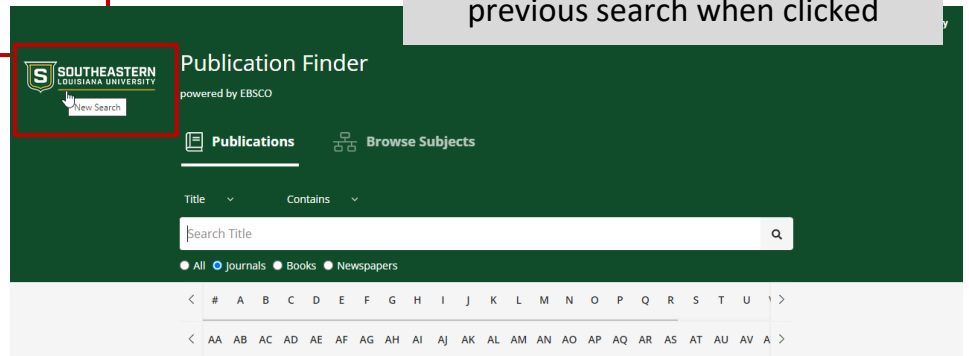 previous search when clicked
y
SOUTHEASTERN
LOUISIANA UNIVERSITY
New Search
Publication Finder
powered by EBSCO
Publications Browse Subjects
Title Contains
Search Title
All Journals Books Newspapers
# A B C D E F G H I J K L M N O P Q R S T U
AA AB AC AD AE AF AG AH AI AJ AK AL AM AN AO AP AQ AR AS AT AU AV A